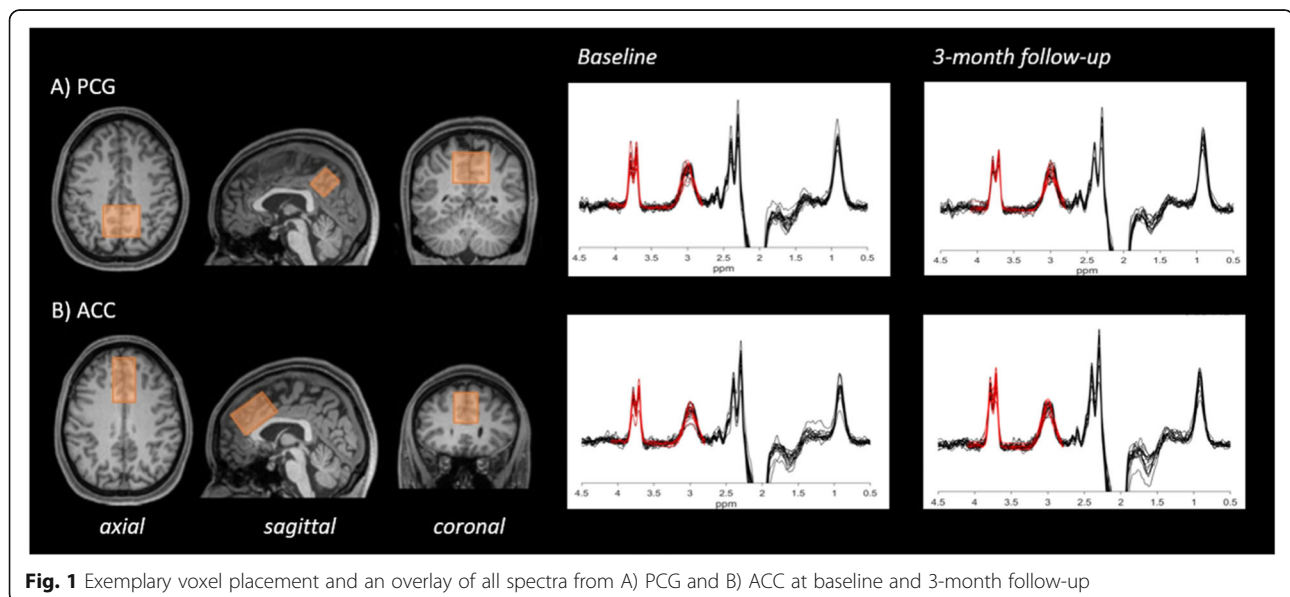 Baseline 3-month follow-up
A) PCG
4.5 4 3.5 3 2.5 2 1.5 1 0.5
ppm
4.5 4 3.5 3 2.5 2 1.5 1 0.5
ppm
B) ACC
4.5 4 3.5 3 2.5 2 1.5 1 0.5
ppm
4.5 4 3.5 3 2.5 2 1.5 1 0.5
ppm
axial sagittal coronal
Fig. 1 Exemplary voxel placement and an overlay of all spectra from A) PCG and B) ACC at baseline and 3-month follow-up